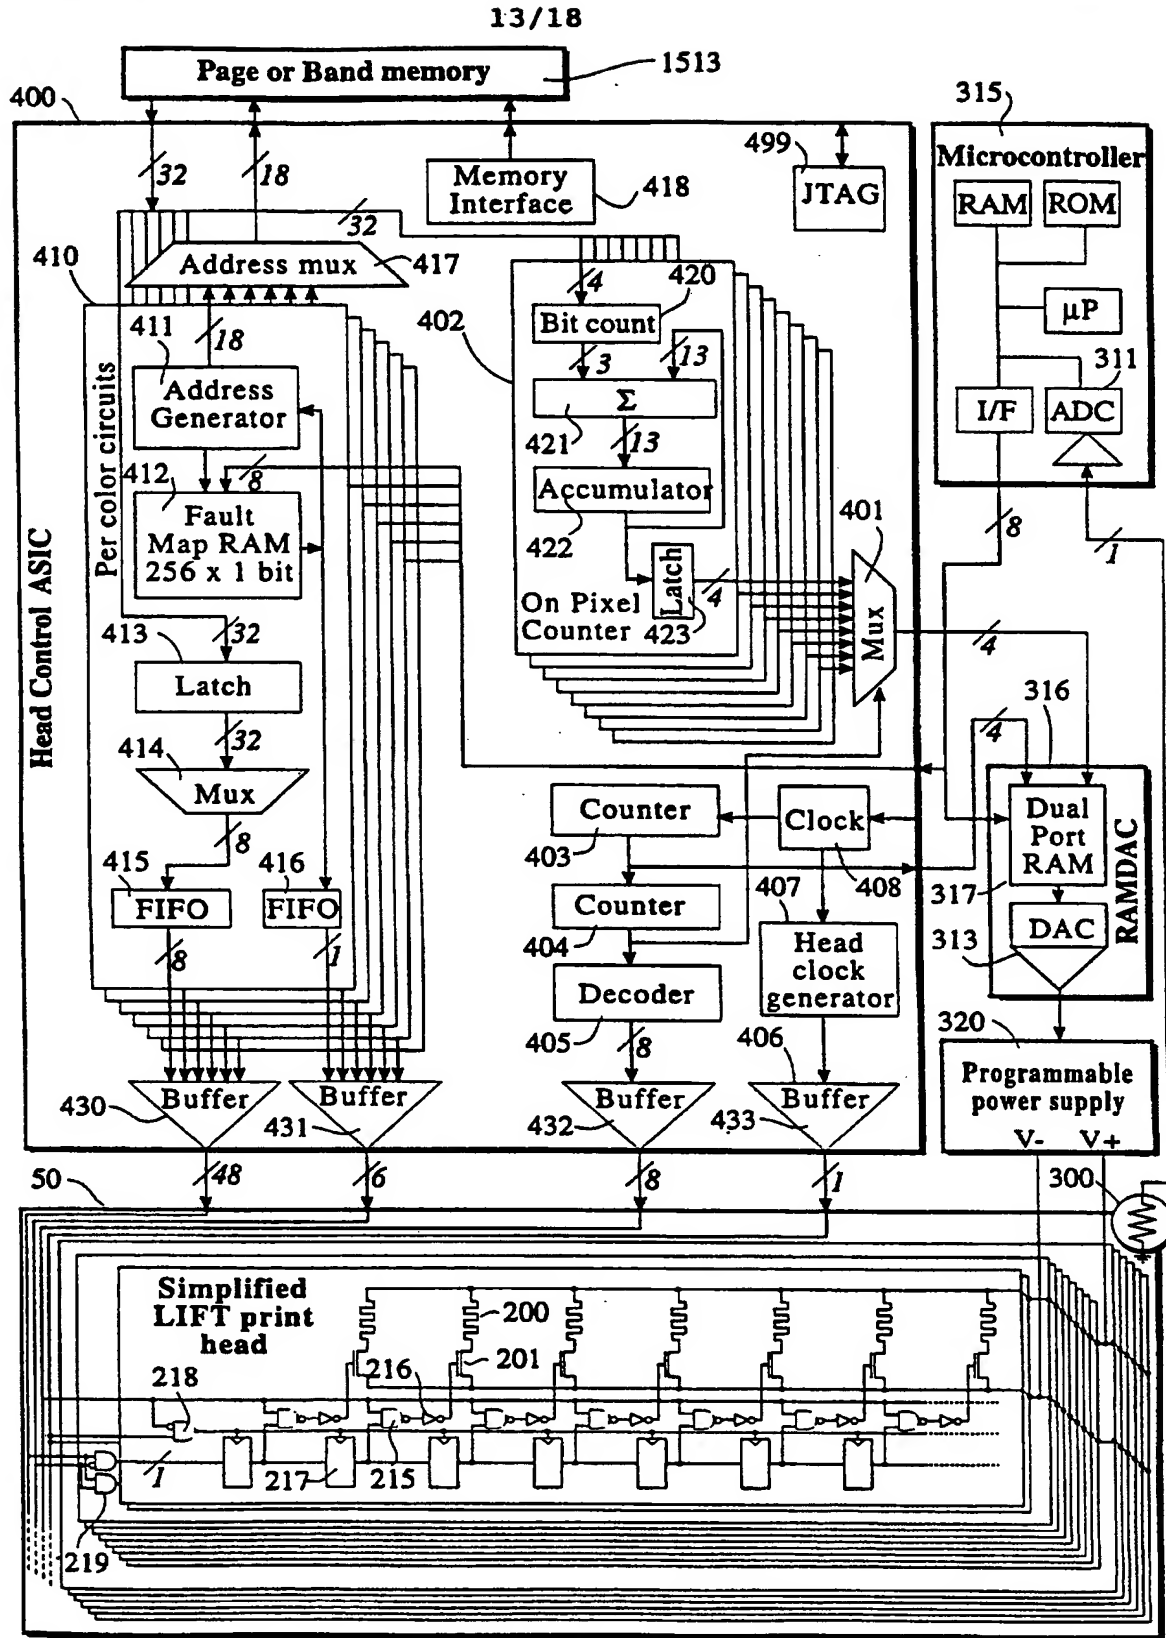 13/18
Page or Band memory
1513
400
32
18
Memory
Interface
418
499
JTAG
315
Microcontroller
RAM
ROM
µP
311
I/F
ADC
8
1
32
Address mux
417
410
411
18
Address
Generator
Per color circuits
Head Control ASIC
412
8
Fault
Map RAM
256 x 1 bit
413
32
Latch
32
414
Mux
8
415
FIFO
416
FIFO
8
1
402
4
420
Bit count
3
13
Σ
421
13
Accumulator
422
Latch
4
423
On Pixel
Counter
401
Mux
4
316
4
Dual
Port
RAM
317
RAMDAC
DAC
313
Counter
403
Clock
408
Counter
404
407
Head
clock
generator
Decoder
405
8
406
320
Programmable
power supply
V-
V+
Buffer
430
Buffer
431
Buffer
432
Buffer
433
48
6
8
1
50
300
Simplified
LIFT print
head
200
201
216
218
1
217
215
219